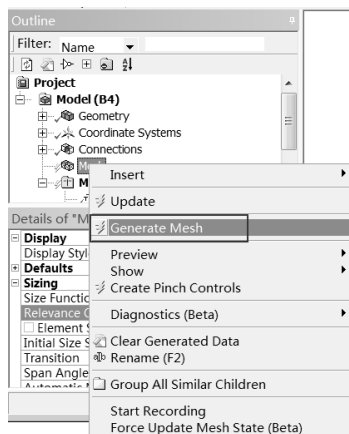 Outline
Filter: Name
Project
Model (B4)
Geometry
Coordinate Systems
Connections
Insert
Update
Details of "M
Generate Mesh
Display
Display Styl
Preview
Defaults
Show
Sizing
Create Pinch Controls
Size Functio
Relevance C
Diagnostics (Beta)
Element S
Initial Size S
Clear Generated Data
Transition
Rename (F2)
Span Angle
Group All Similar Children
Start Recording
Force Update Mesh State (Beta)